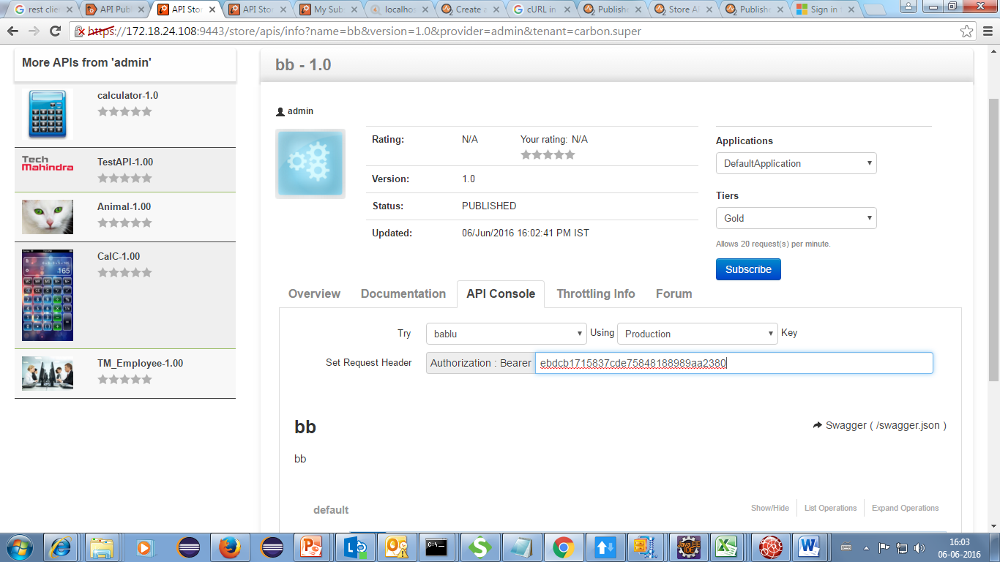 rest clie
API Pub
API Stor
API Stor
My Sub
localhos
Create a
cURL in
Publish
Store A
Publish
Sign in
https://172.18.24.108:9443/store/apis/info?name=bb&version=1.0&provider=admin&tenant=carbon.super
More APIs from 'admin'
calculator-1.0
Tech Mahindra
TestAPI-1.00
Animal-1.00
165
CalC-1.00
TM_Employee-1.00
bb - 1.0
admin
Rating: N/A Your rating: N/A
Version: 1.0
Status: PUBLISHED
Updated: 06/Jun/2016 16:02:41 PM IST
Applications
DefaultApplication
Tiers
Gold
Allows 20 request(s) per minute.
Subscribe
Overview Documentation API Console Throttling Info Forum
Try bablu Using Production Key
Set Request Header Authorization : Bearer ebdcb1715837cde75848188989aa2380
bb
Swagger ( /swagger.json )
bb
default
Show/Hide List Operations Expand Operations
Java EE
IDE
16:03
06-06-2016